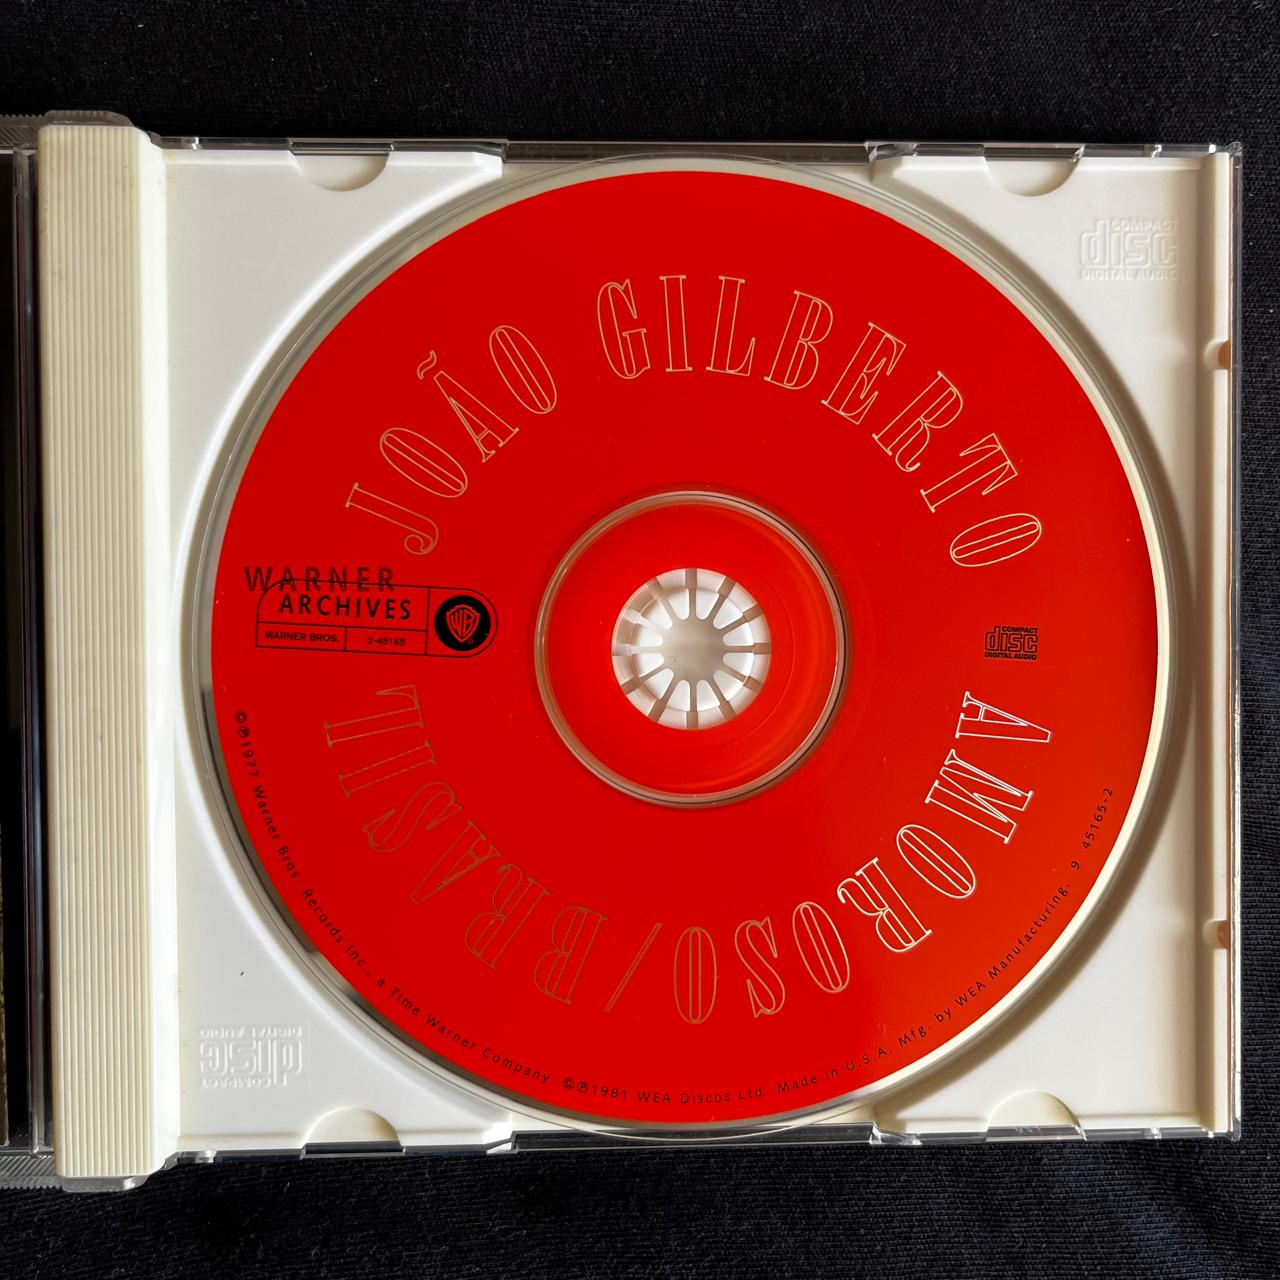 JOÃO GILBERTO
WARNER
ARCHIVES
WARNER BROS. 2-45165
WB
COMPACT
disc
DIGITAL AUDIO
AMOROSO/BRASIL
©℗1977 Warner Bros. Records Inc., a Time Warner Company ©℗1981 WEA Discos Ltd. Made in U.S.A. Mfg. by WEA Manufacturing. 9 45165-2
COMPACT
disc
DIGITAL AUDIO
COMPACT
disc
DIGITAL AUDIO